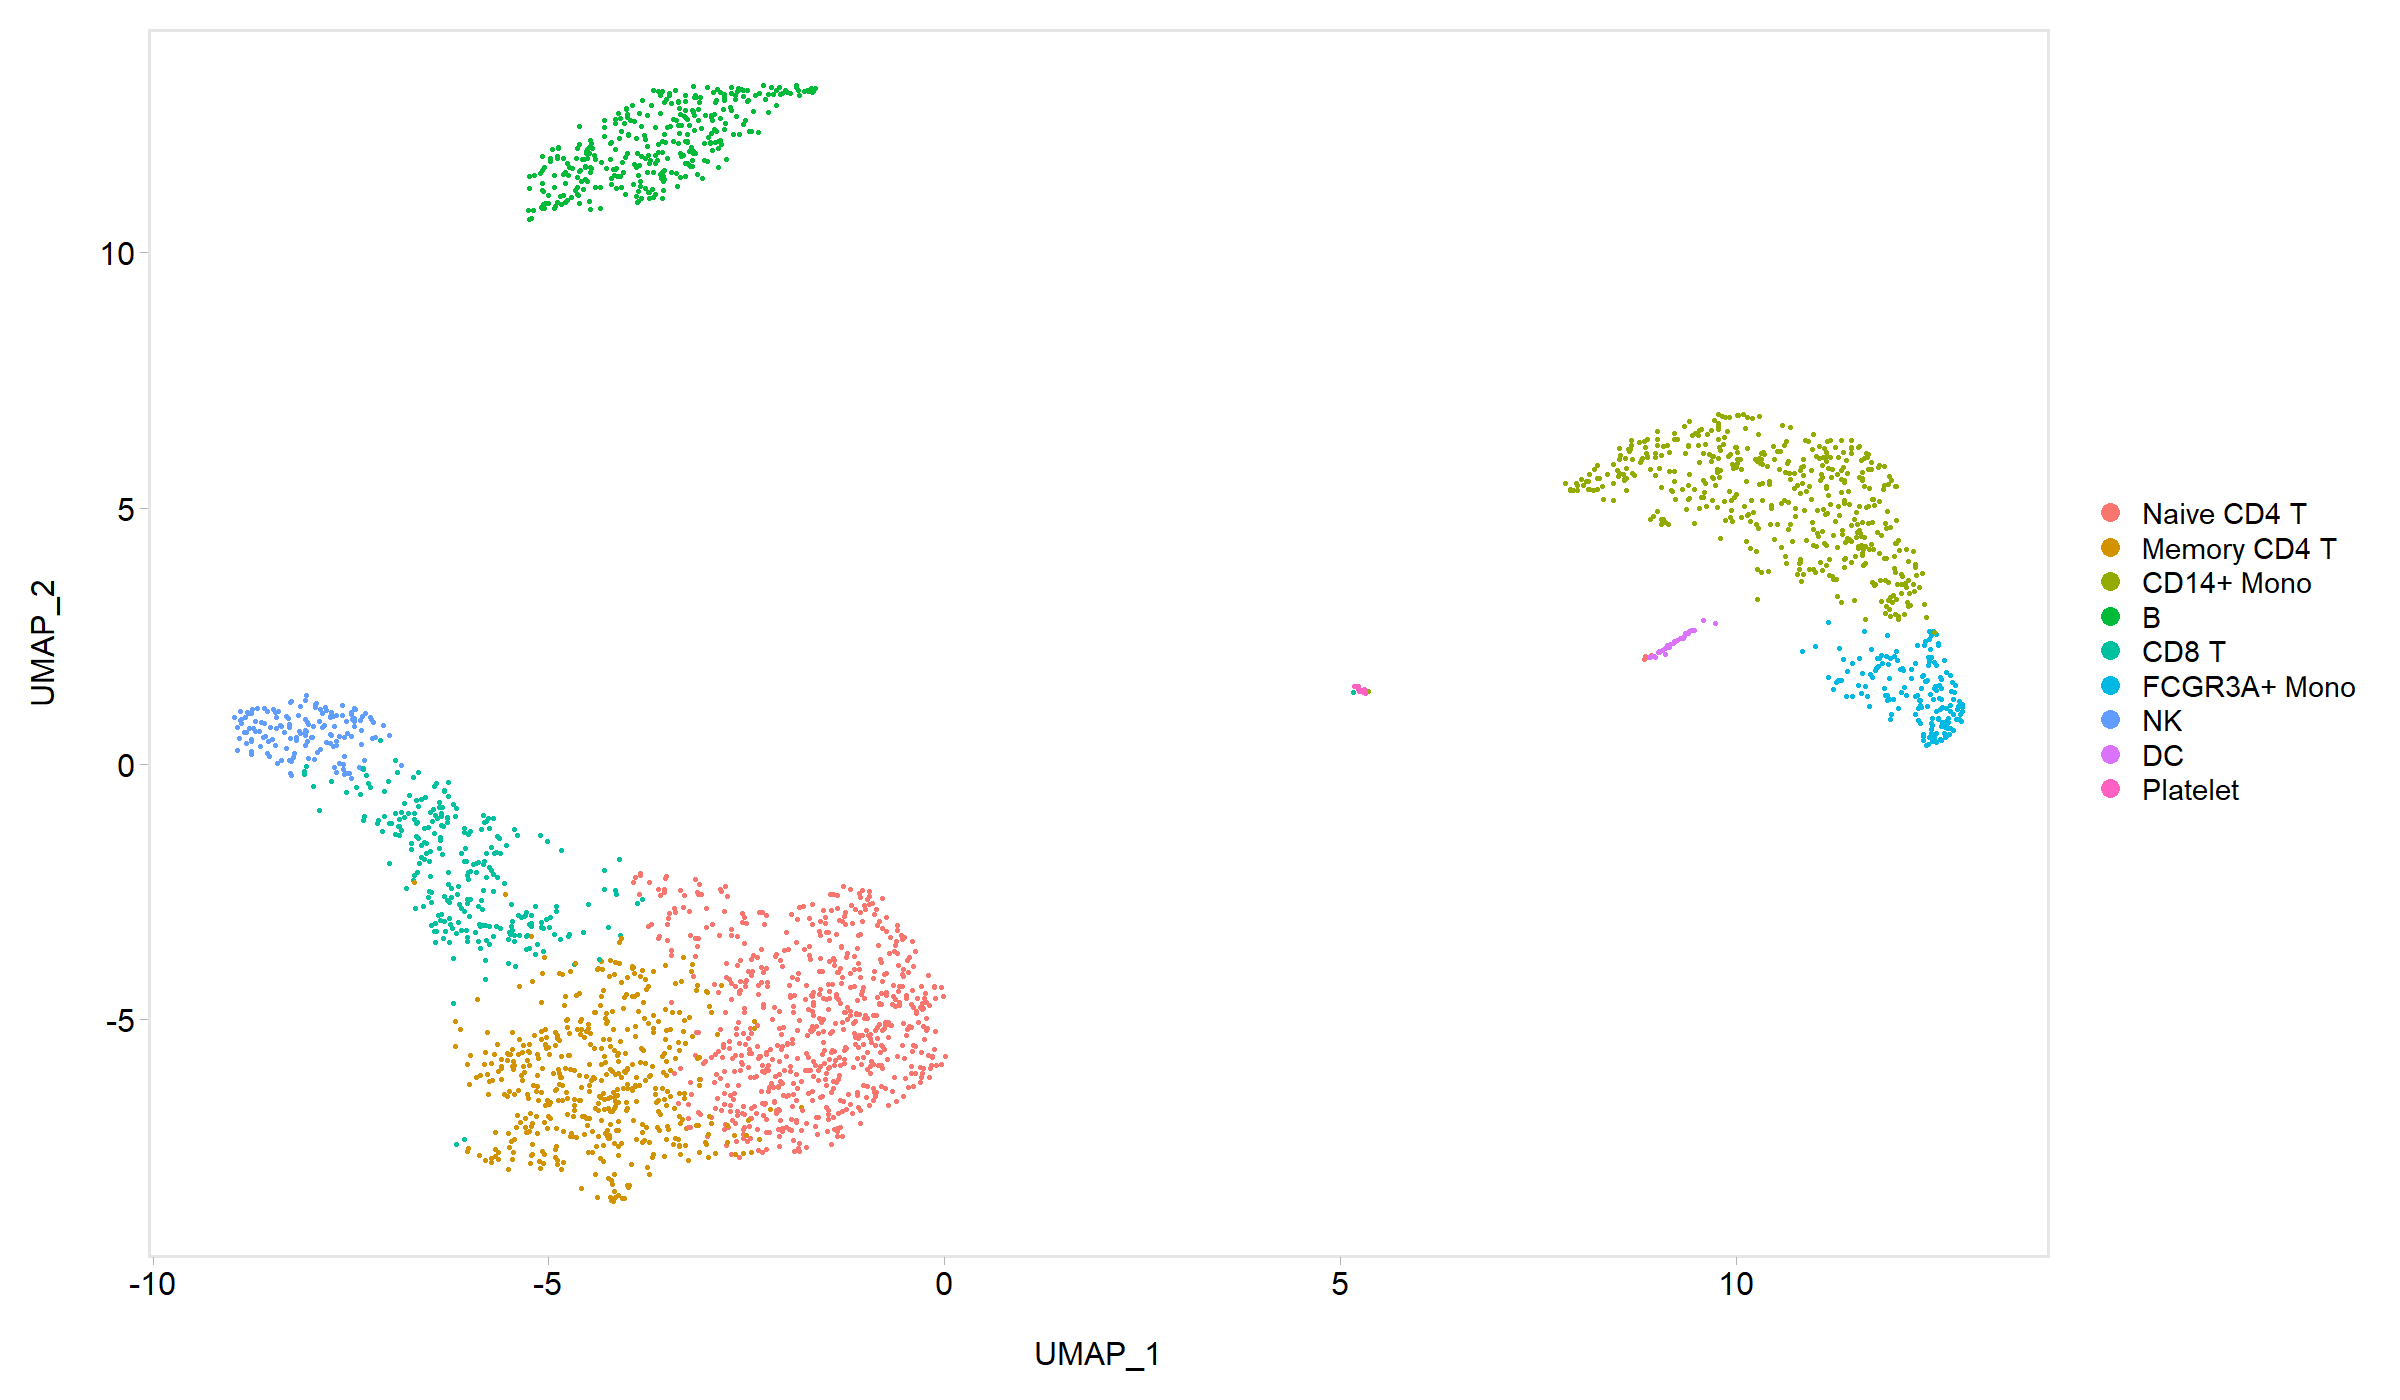 10
5
0
-5
UMAP_2
-10
-5
0
5
10
UMAP_1
Naive CD4 T
Memory CD4 T
CD14+ Mono
B
CD8 T
FCGR3A+ Mono
NK
DC
Platelet